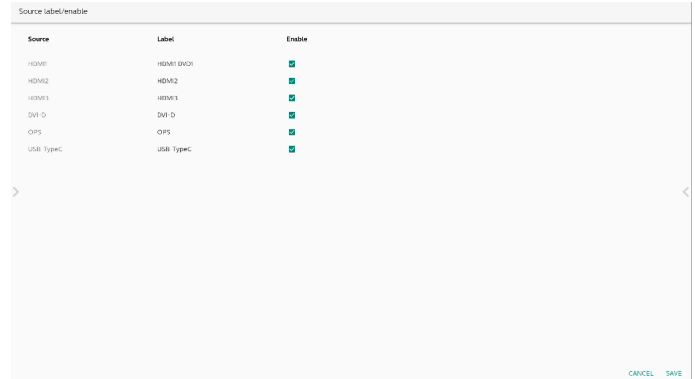 Source label/enable
Source Label Enable
HDMI1 HDMI1 DVD1
HDMI2 HDMI2
HDMI3 HDMI3
DVI-D DVI-D
OPS OPS
USB TypeC USB TypeC
CANCEL SAVE